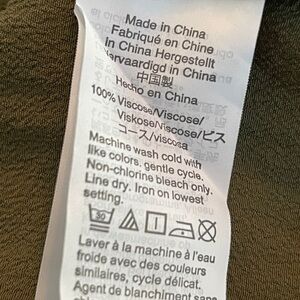 Made in China
Fabriqué en Chine
In China Hergestellt
Vervaardigd in China
中国製
Hecho en China
100% Viscose/Viscose/
Viskose/Viscose/ビス
コース/viscosa
Machine wash cold with
like colors, gentle cycle.
Non-chlorine bleach only.
Line dry. Iron on lowest
setting.
30
Laver à la machine à l'eau
froide avec des couleurs
similaires, cycle délicat.
Agent de blanchiment sans